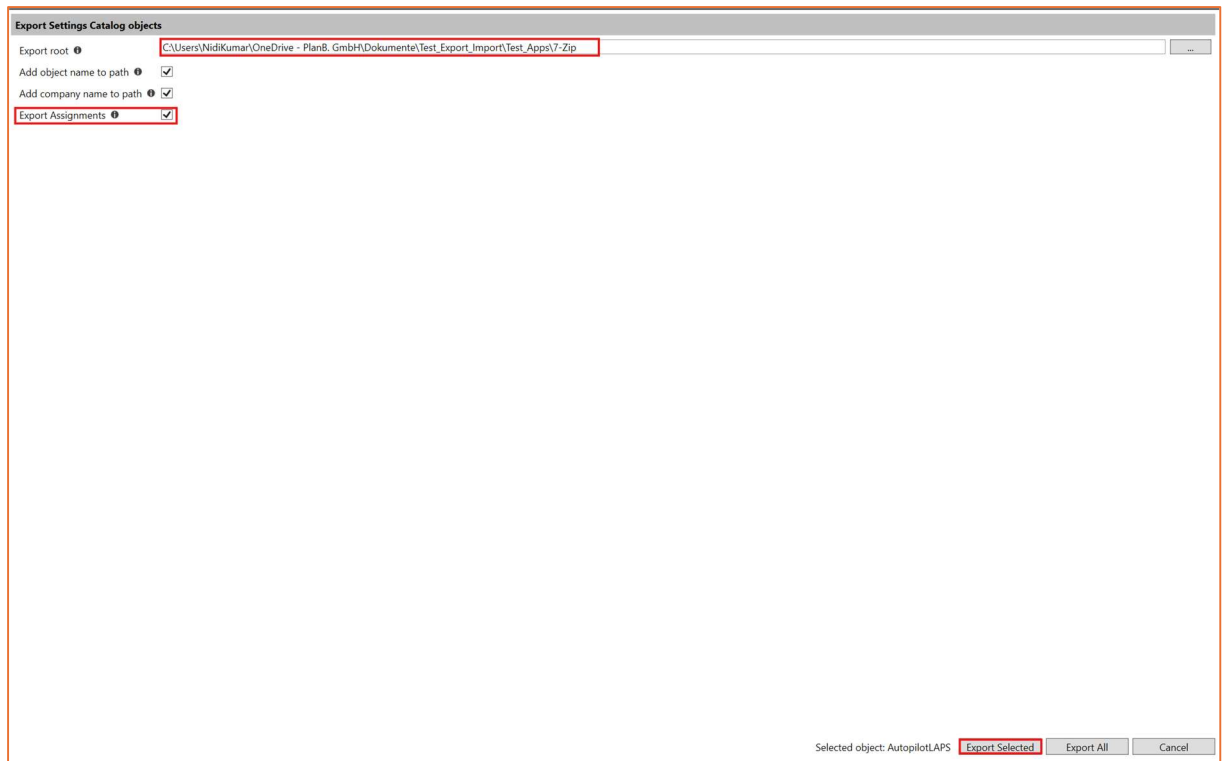 Export Settings Catalog objects
Export root
C:\Users\NidiKumar\OneDrive - PlanB. GmbH\Dokumente\Test_Export_Import\Test_Apps\7-Zip
...
Add object name to path
Add company name to path
Export Assignments
Selected object: AutopilotLAPS Export Selected Export All Cancel